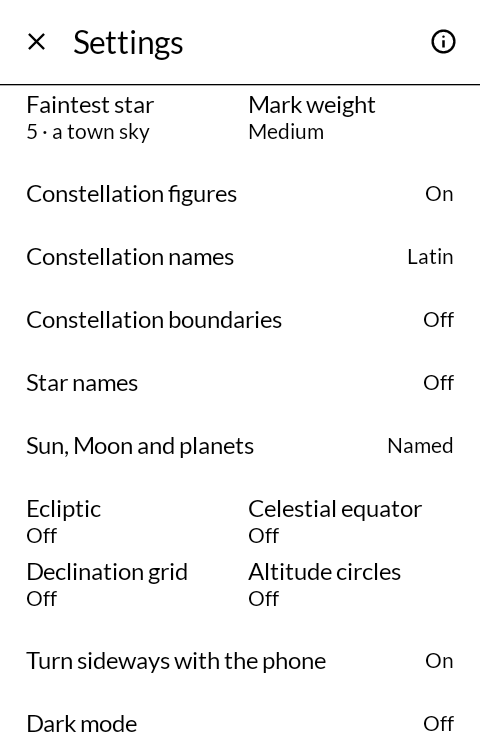 Settings
Faintest star
5 · a town sky
Mark weight
Medium
Constellation figures
On
Constellation names
Latin
Constellation boundaries
Off
Star names
Off
Sun, Moon and planets
Named
Ecliptic
Off
Celestial equator
Off
Declination grid
Off
Altitude circles
Off
Turn sideways with the phone
On
Dark mode
Off